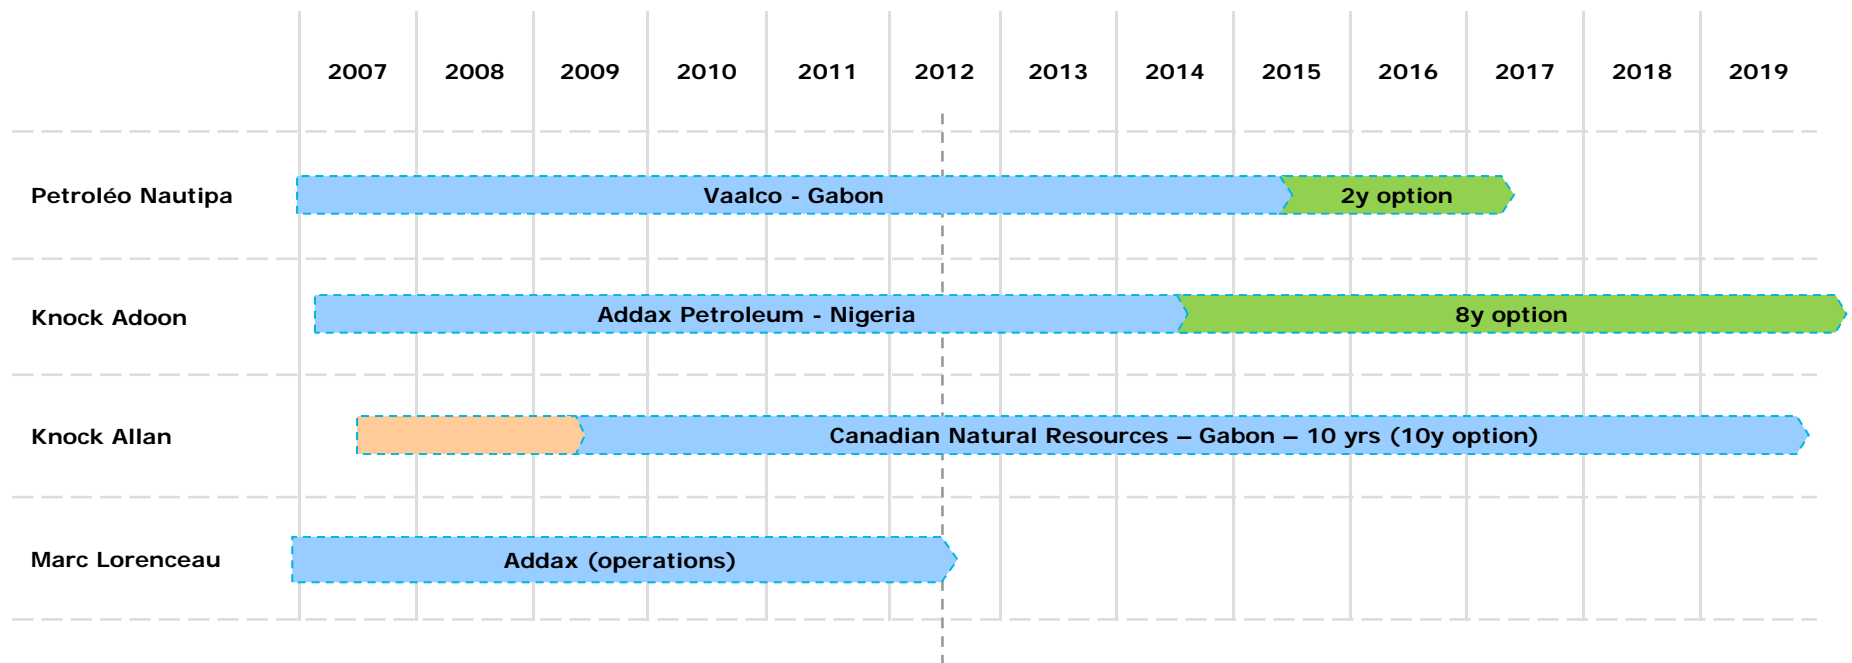 2007 2008 2009 2010 2011 2012 2013 2014 2015 2016 2017 2018 2019
Petroléo Nautipa Vaalco - Gabon 2y option
Knock Adoon Addax Petroleum - Nigeria 8y option
Knock Allan Canadian Natural Resources – Gabon – 10 yrs (10y option)
Marc Lorenceau Addax (operations)